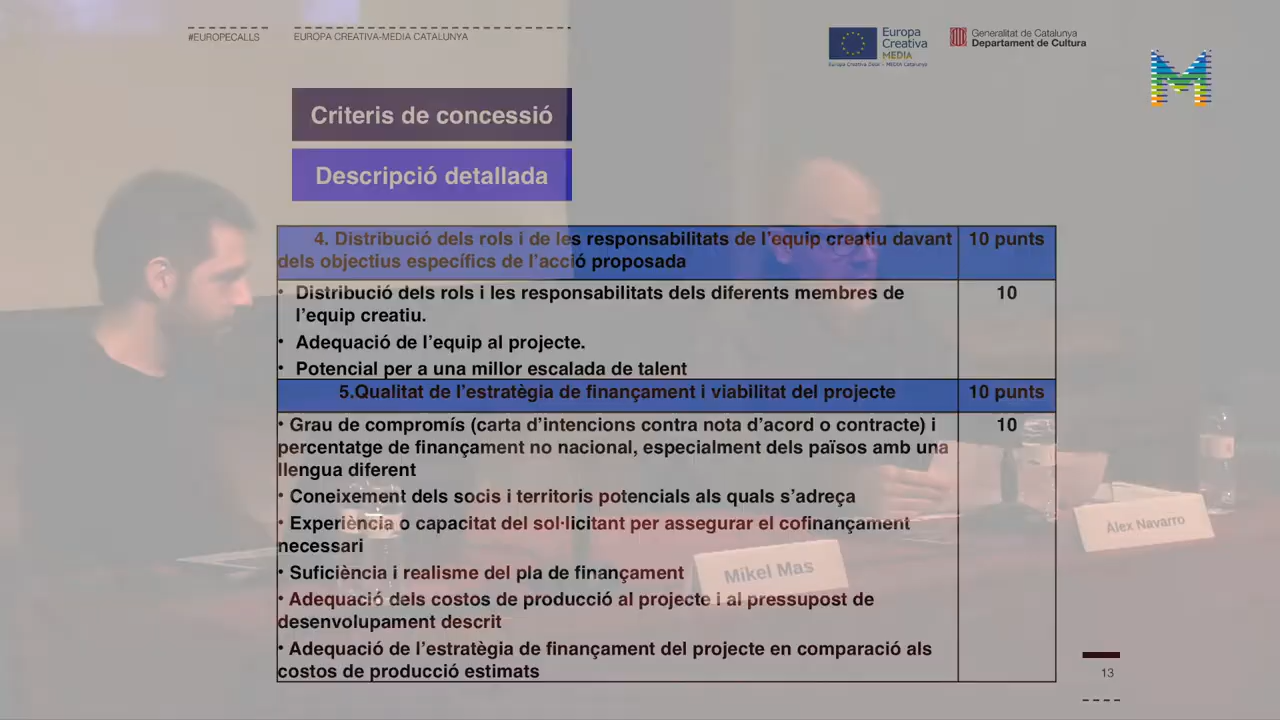 #EUROPECALLS
EUROPA CREATIVA-MEDIA CATALUNYA
Europa
Creativa
MEDIA
Europa Creativa Desk - MEDIA Catalunya
Generalitat de Catalunya
Departament de Cultura
Criteris de concessió
Descripció detallada
4. Distribució dels rols i de les responsabilitats de l'equip creatiu davant
dels objectius específics de l'acció proposada
10 punts
• Distribució dels rols i les responsabilitats dels diferents membres de
l'equip creatiu.
• Adequació de l'equip al projecte.
• Potencial per a una millor escalada de talent
10
5.Qualitat de l'estratègia de finançament i viabilitat del projecte
10 punts
• Grau de compromís (carta d'intencions contra nota d'acord o contracte) i
percentatge de finançament no nacional, especialment dels països amb una
llengua diferent
• Coneixement dels socis i territoris potencials als quals s'adreça
• Experiència o capacitat del sol·licitant per assegurar el cofinançament
necessari
• Suficiència i realisme del pla de finançament
• Adequació dels costos de producció al projecte i al pressupost de
desenvolupament descrit
• Adequació de l'estratègia de finançament del projecte en comparació als
costos de producció estimats
10
Mikel Mas
Àlex Navarro
13